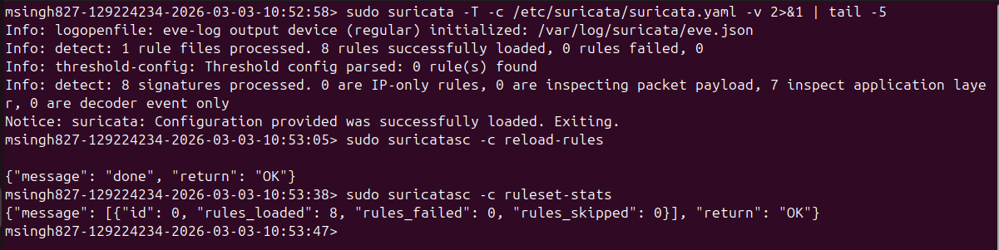 msingh827-129224234-2026-03-03-10:52:58> sudo suricata -T -c /etc/suricata/suricata.yaml -v 2>&1 | tail -5
Info: logopenfile: eve-log output device (regular) initialized: /var/log/suricata/eve.json
Info: detect: 1 rule files processed. 8 rules successfully loaded, 0 rules failed, 0
Info: threshold-config: Threshold config parsed: 0 rule(s) found
Info: detect: 8 signatures processed. 0 are IP-only rules, 0 are inspecting packet payload, 7 inspect application laye
r, 0 are decoder event only
Notice: suricata: Configuration provided was successfully loaded. Exiting.
msingh827-129224234-2026-03-03-10:53:05> sudo suricatasc -c reload-rules
{"message": "done", "return": "OK"}
msingh827-129224234-2026-03-03-10:53:38> sudo suricatasc -c ruleset-stats
{"message": [{"id": 0, "rules_loaded": 8, "rules_failed": 0, "rules_skipped": 0}], "return": "OK"}
msingh827-129224234-2026-03-03-10:53:47>